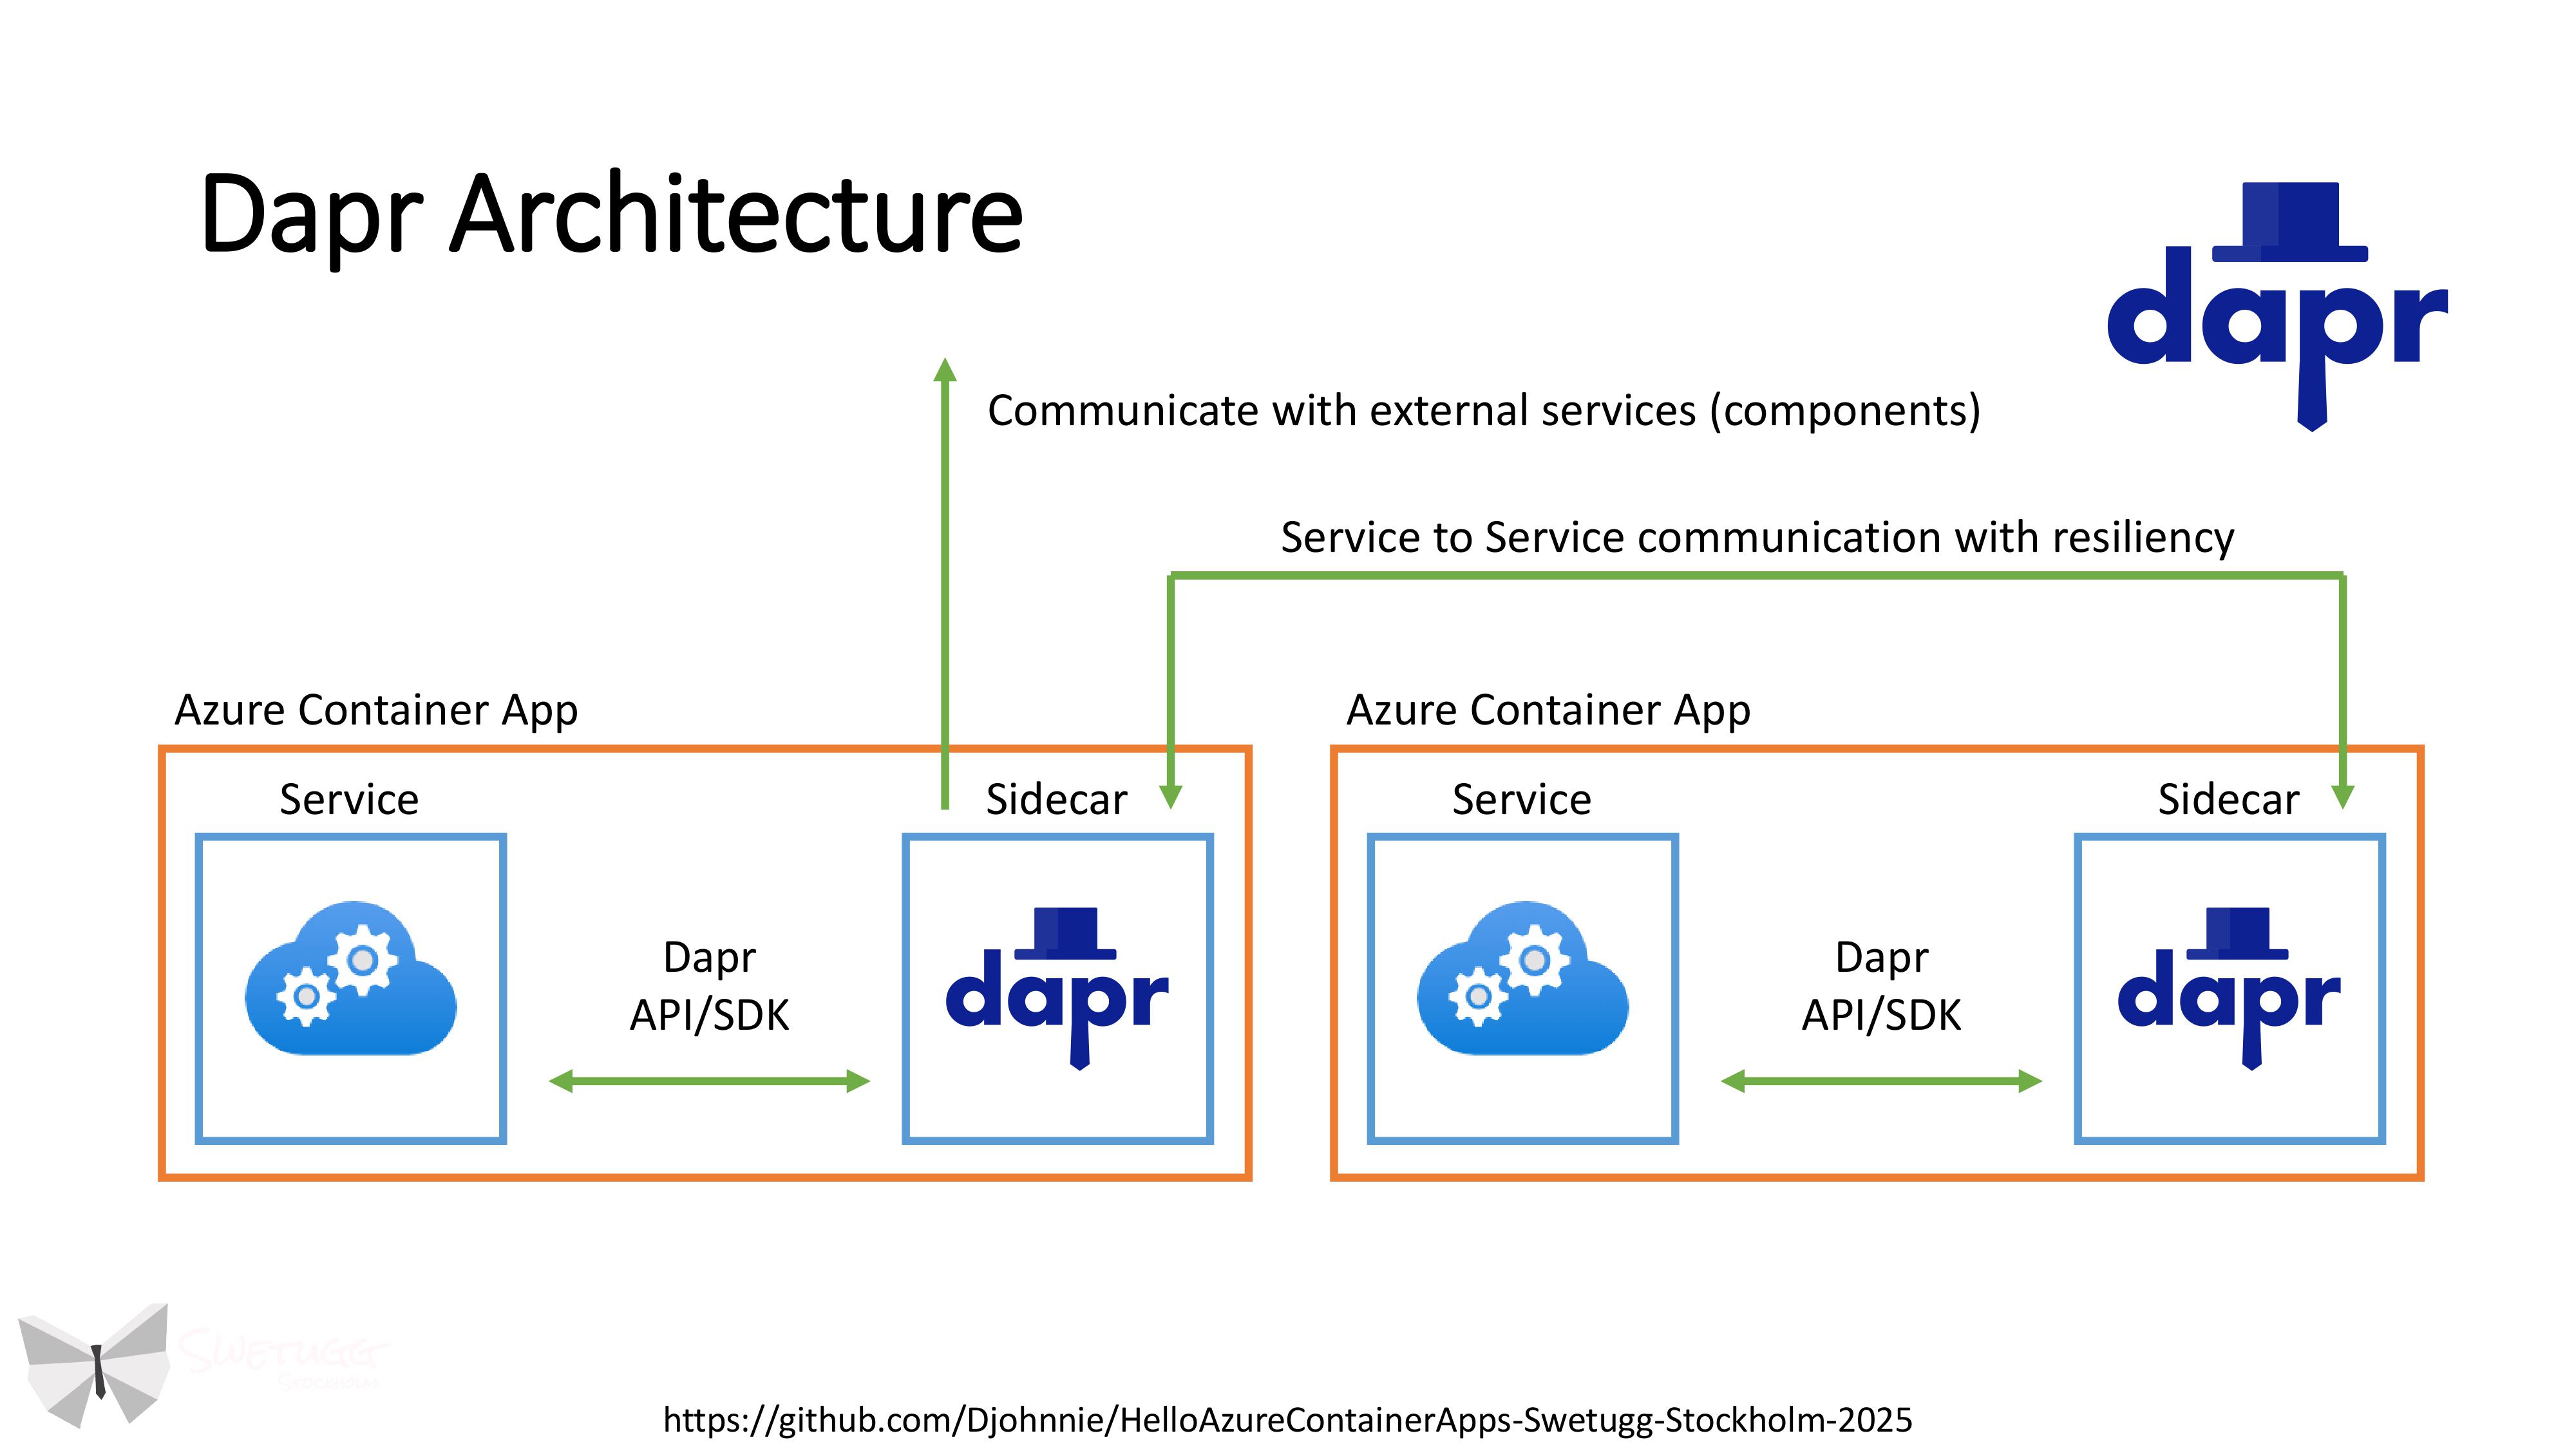 Dapr Architecture
dapr
Communicate with external services (components)
Service to Service communication with resiliency
Azure Container App
Azure Container App
Service
Sidecar
Service
Sidecar
Dapr
API/SDK
dapr
Dapr
API/SDK
dapr
Swetugg
Stockholm
https://github.com/Djohnnie/HelloAzureContainerApps-Swetugg-Stockholm-2025